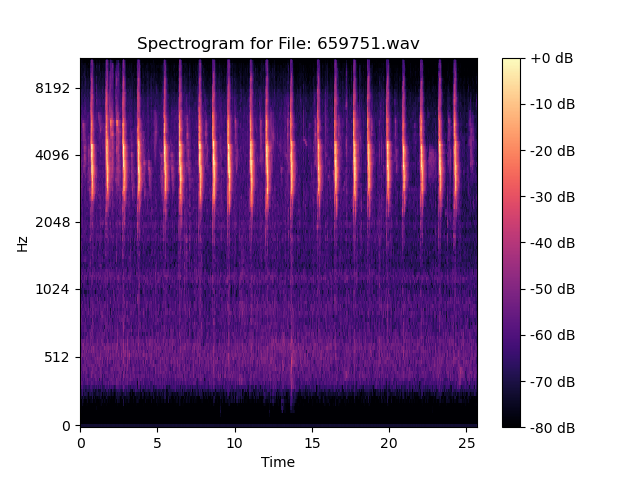 Spectrogram for File: 659751.wav
8192
4096
2048
1024
512
0
Hz
0 5 10 15 20 25
Time
+0 dB
-10 dB
-20 dB
-30 dB
-40 dB
-50 dB
-60 dB
-70 dB
-80 dB